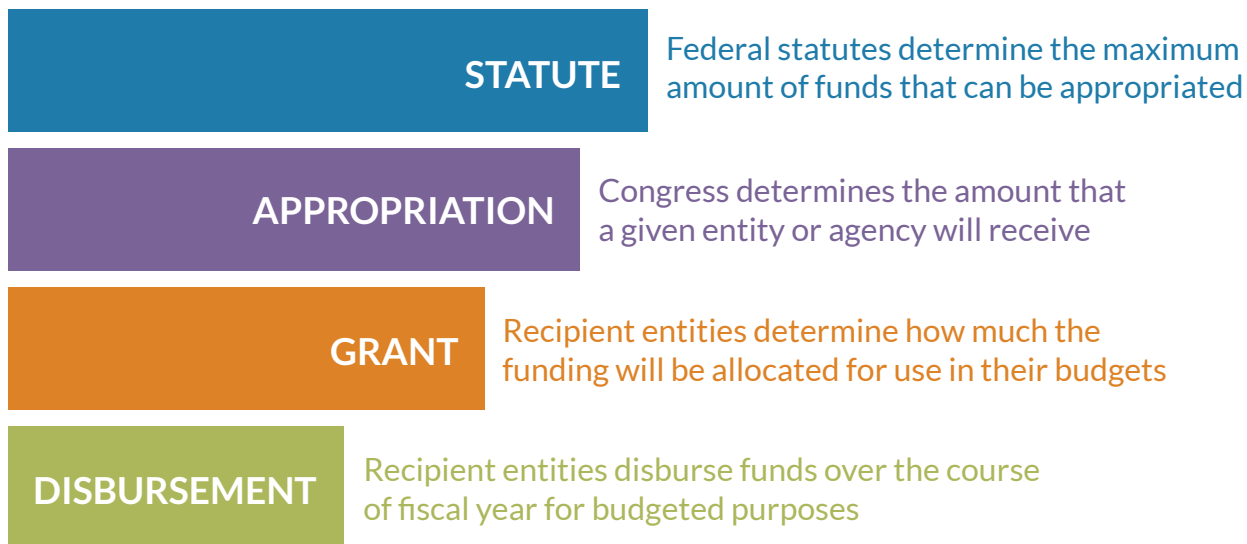 STATUTE
Federal statutes determine the maximum
amount of funds that can be appropriated
APPROPRIATION
Congress determines the amount that
a given entity or agency will receive
GRANT
Recipient entities determine how much the
funding will be allocated for use in their budgets
DISBURSEMENT
Recipient entities disburse funds over the course
of fiscal year for budgeted purposes